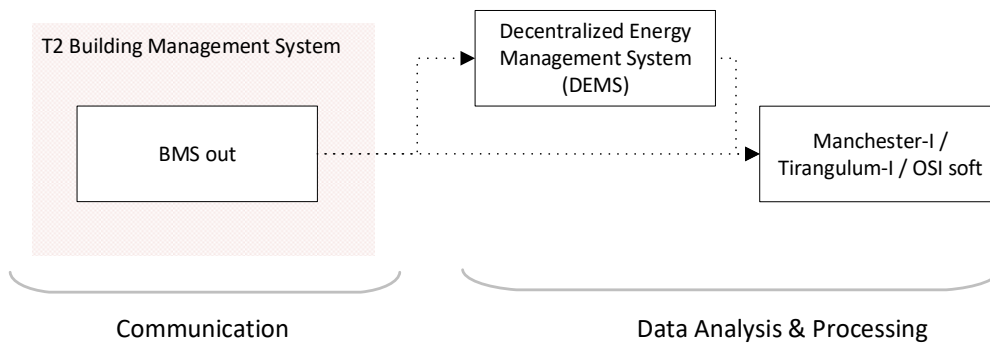 T2 Building Management System
BMS out
Decentralized Energy
Management System
(DEMS)
Manchester-I /
Tirangulum-I / OSI soft
Communication
Data Analysis & Processing